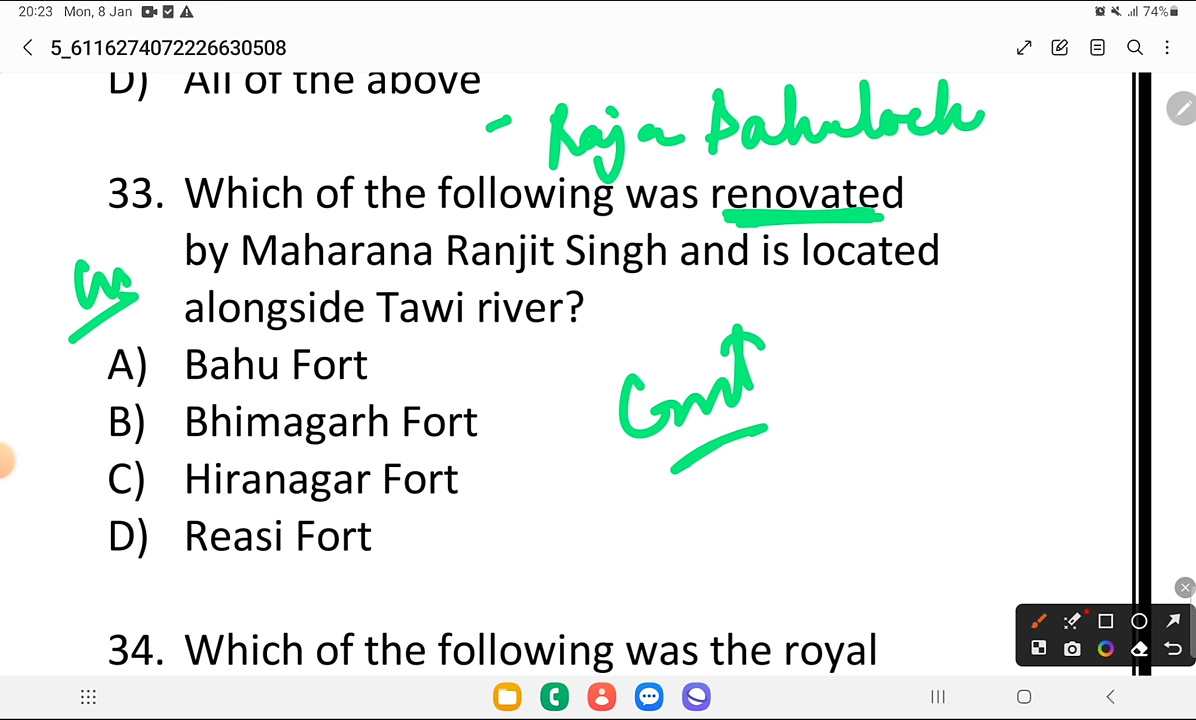 20:23 Mon, 8 Jan 74%
5_6116274072226630508
D) All of the above
- Raja Bahuloch
33. Which of the following was renovated
by Maharana Ranjit Singh and is located
alongside Tawi river?
A) Bahu Fort
B) Bhimagarh Fort
C) Hiranagar Fort
D) Reasi Fort
34. Which of the following was the royal